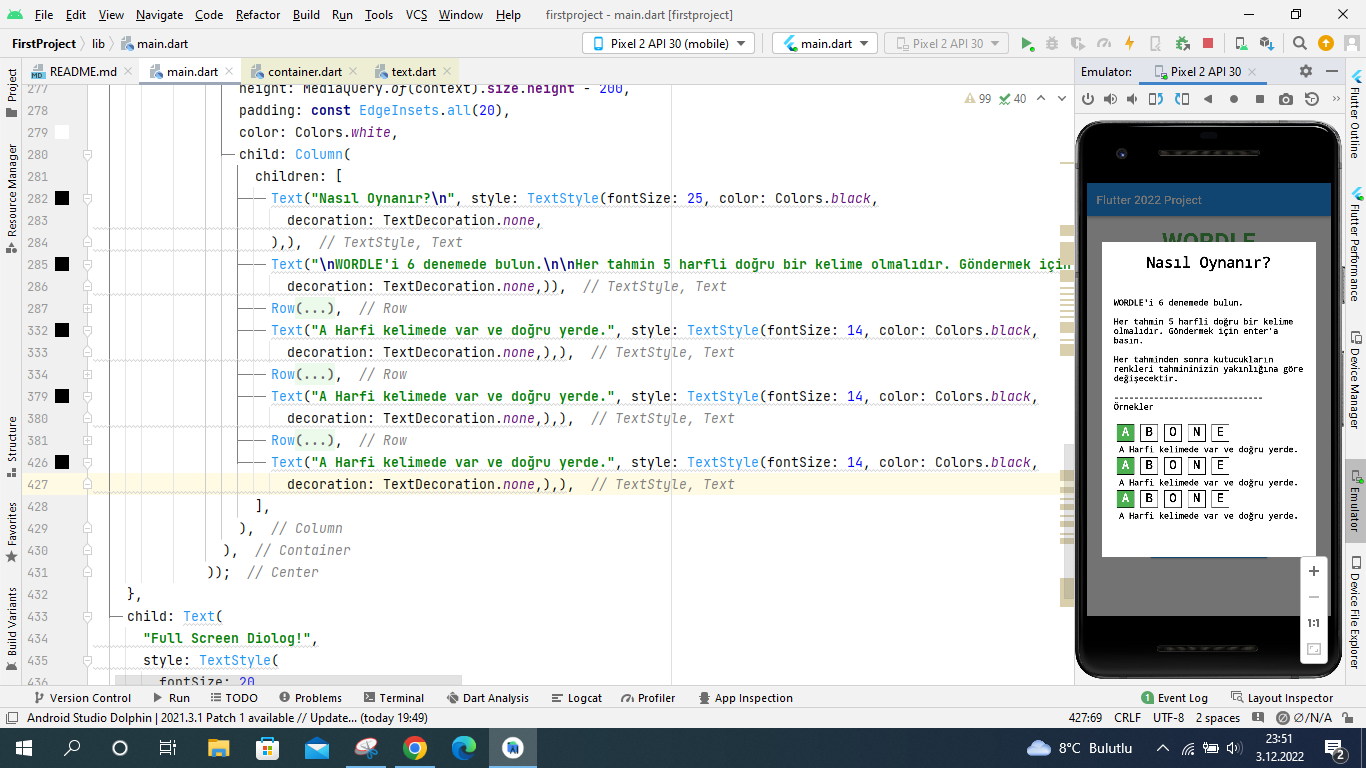 File Edit View Navigate Code Refactor Build Run Tools VCS Window Help firstproject - main.dart [firstproject]
FirstProject lib main.dart Pixel 2 API 30 (mobile) main.dart Pixel 2 API 30
README.md main.dart container.dart text.dart Emulator: Pixel 2 API 30
277 height: MediaQuery.of(context).size.height - 200,
99 40
278 padding: const EdgeInsets.all(20),
279 color: Colors.white,
280 child: Column(
281 children: [
282 Text("Nasıl Oynanır?\n", style: TextStyle(fontSize: 25, color: Colors.black,
283 decoration: TextDecoration.none,
284 ),), // TextStyle, Text
285 Text("\nWORDLE'i 6 denemede bulun.\n\nHer tahmin 5 harfli doğru bir kelime olmalıdır. Göndermek için
286 decoration: TextDecoration.none,)), // TextStyle, Text
287 Row(...), // Row
332 Text("A Harfi kelimede var ve doğru yerde.", style: TextStyle(fontSize: 14, color: Colors.black,
333 decoration: TextDecoration.none,),), // TextStyle, Text
334 Row(...), // Row
379 Text("A Harfi kelimede var ve doğru yerde.", style: TextStyle(fontSize: 14, color: Colors.black,
380 decoration: TextDecoration.none,),), // TextStyle, Text
381 Row(...), // Row
426 Text("A Harfi kelimede var ve doğru yerde.", style: TextStyle(fontSize: 14, color: Colors.black,
427 decoration: TextDecoration.none,),), // TextStyle, Text
428 ],
429 ), // Column
430 ), // Container
431 )); // Center
432 },
433 child: Text(
434 "Full Screen Diolog!",
435 style: TextStyle(
436 fontSize: 20
Project
Resource Manager
Structure
Favorites
Build Variants
Flutter 2022 Project
WORDLE
Nasıl Oynanır?
WORDLE'i 6 denemede bulun.
Her tahmin 5 harfli doğru bir kelime
olmalıdır. Göndermek için enter'a
basın.
Her tahminden sonra kutucukların
renkleri tahmininizin yakınlığına göre
değişecektir.
------------------------------
Örnekler
A B O N E
A Harfi kelimede var ve doğru yerde.
A B O N E
A Harfi kelimede var ve doğru yerde.
A B O N E
A Harfi kelimede var ve doğru yerde.
1:1
Flutter Outline
Flutter Performance
Device Manager
Emulator
Device File Explorer
Version Control Run TODO Problems Terminal Dart Analysis Logcat Profiler App Inspection 1 Event Log Layout Inspector
Android Studio Dolphin | 2021.3.1 Patch 1 available // Update... (today 19:49) 427:69 CRLF UTF-8 2 spaces Ø/N/A
8°C Bulutlu 23:51
3.12.2022 2